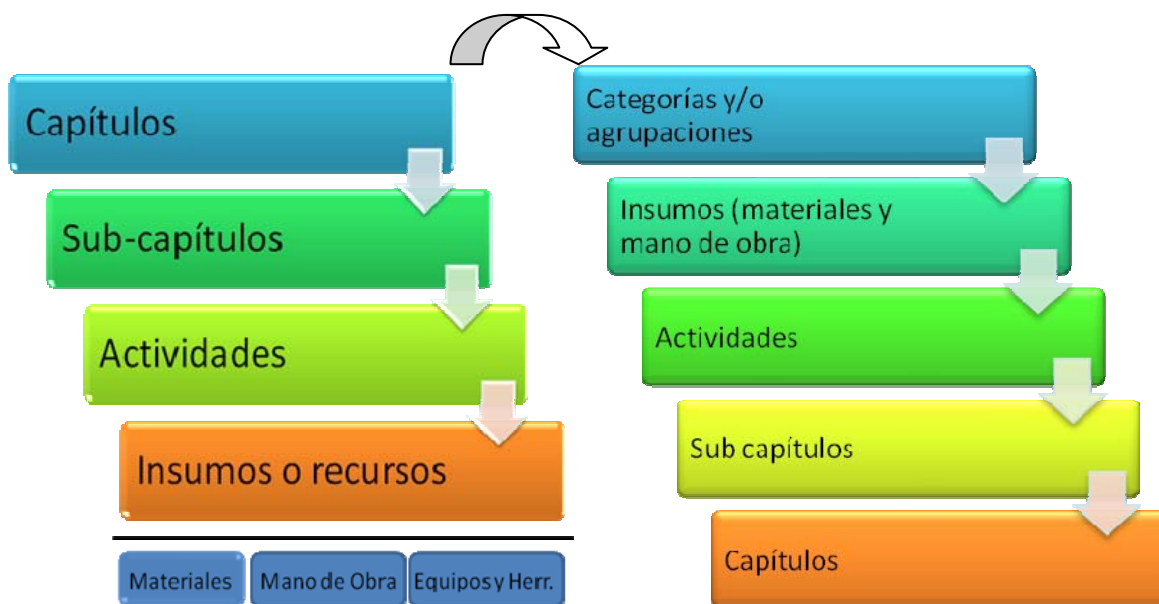 Capítulos
Sub-capítulos
Actividades
Insumos o recursos
Materiales
Mano de Obra
Equipos y Herr.
Categorías y/o
agrupaciones
Insumos (materiales y
mano de obra)
Actividades
Sub capítulos
Capítulos